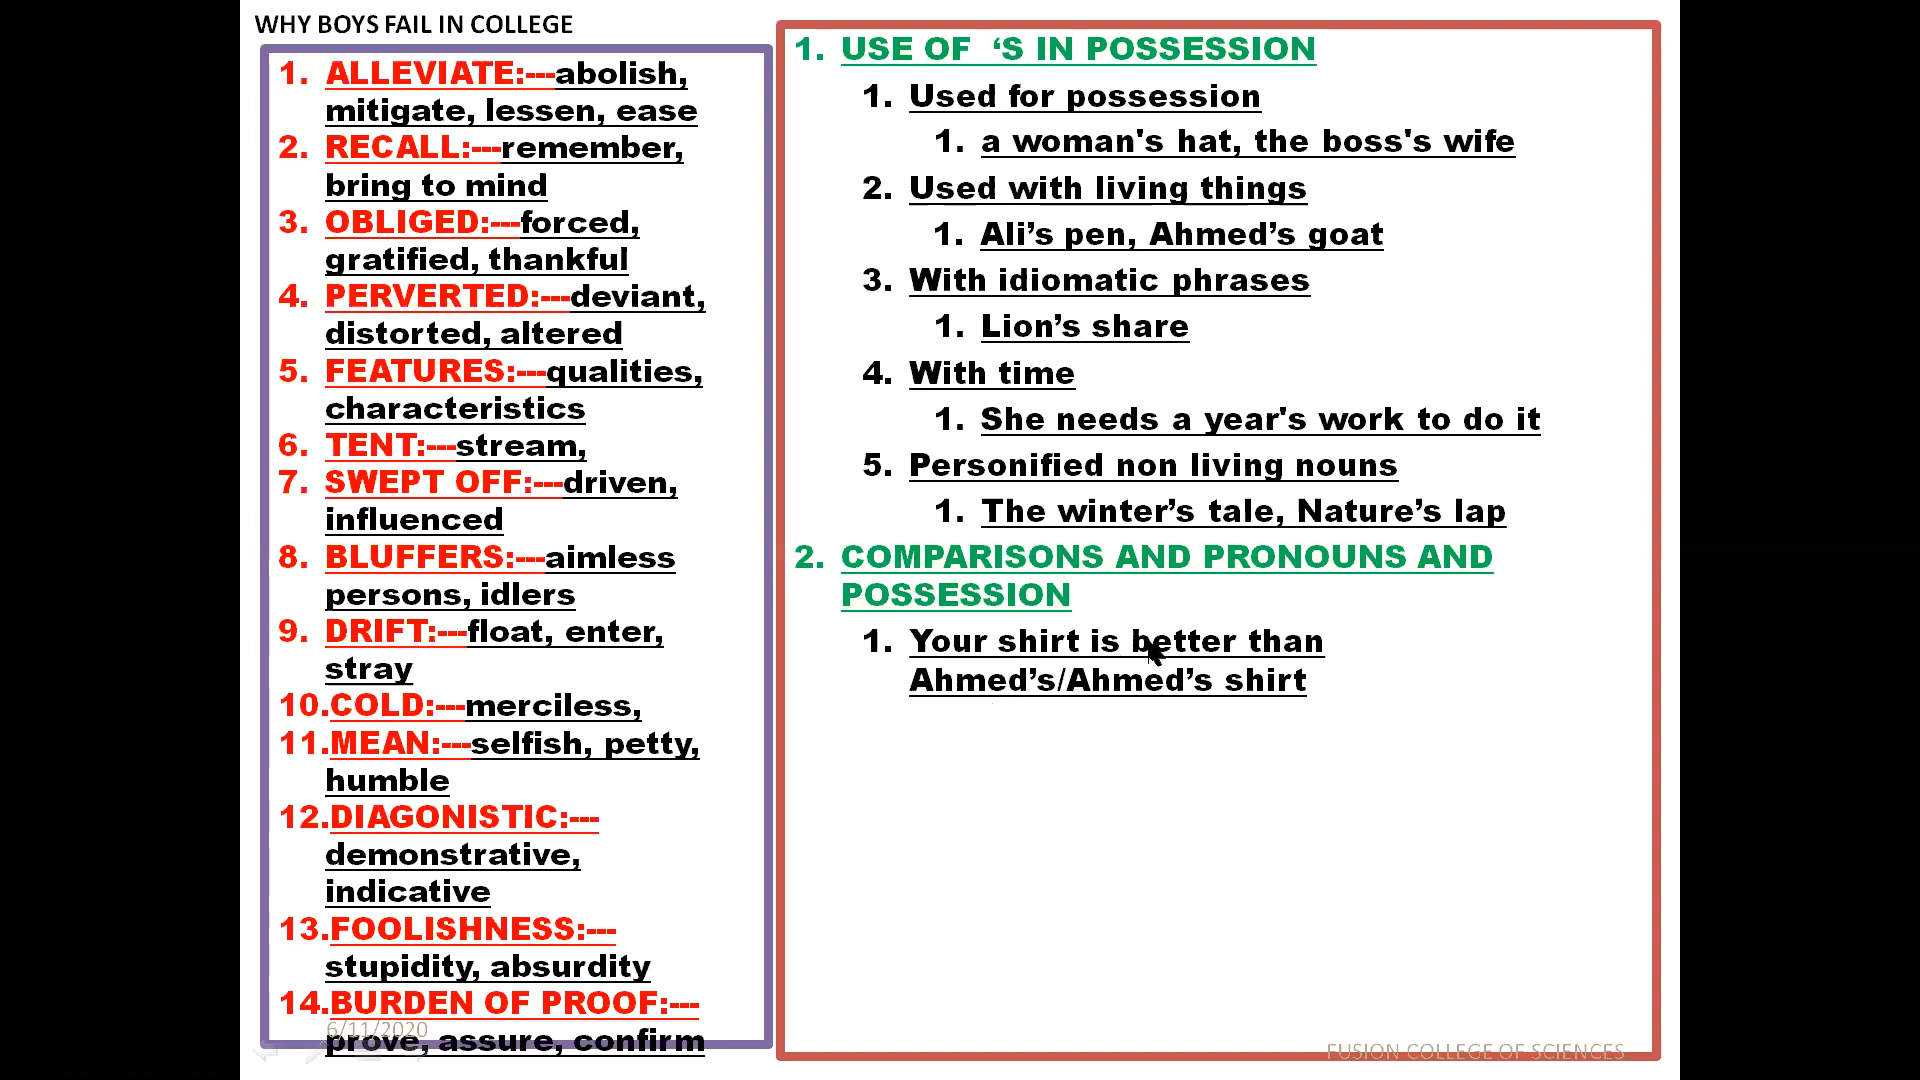 WHY BOYS FAIL IN COLLEGE
1. ALLEVIATE:---abolish,
mitigate, lessen, ease
2. RECALL:---remember,
bring to mind
3. OBLIGED:---forced,
gratified, thankful
4. PERVERTED:---deviant,
distorted, altered
5. FEATURES:---qualities,
characteristics
6. TENT:---stream,
7. SWEPT OFF:---driven,
influenced
8. BLUFFERS:---aimless
persons, idlers
9. DRIFT:---float, enter,
stray
10.COLD:---merciless,
11.MEAN:---selfish, petty,
humble
12.DIAGONISTIC:---
demonstrative,
indicative
13.FOOLISHNESS:---
stupidity, absurdity
14.BURDEN OF PROOF:---
prove, assure, confirm
6/11/2020
1. USE OF ‘S IN POSSESSION
1. Used for possession
1. a woman's hat, the boss's wife
2. Used with living things
1. Ali’s pen, Ahmed’s goat
3. With idiomatic phrases
1. Lion’s share
4. With time
1. She needs a year's work to do it
5. Personified non living nouns
1. The winter’s tale, Nature’s lap
2. COMPARISONS AND PRONOUNS AND
POSSESSION
1. Your shirt is better than
Ahmed’s/Ahmed’s shirt
FUSION COLLEGE OF SCIENCES